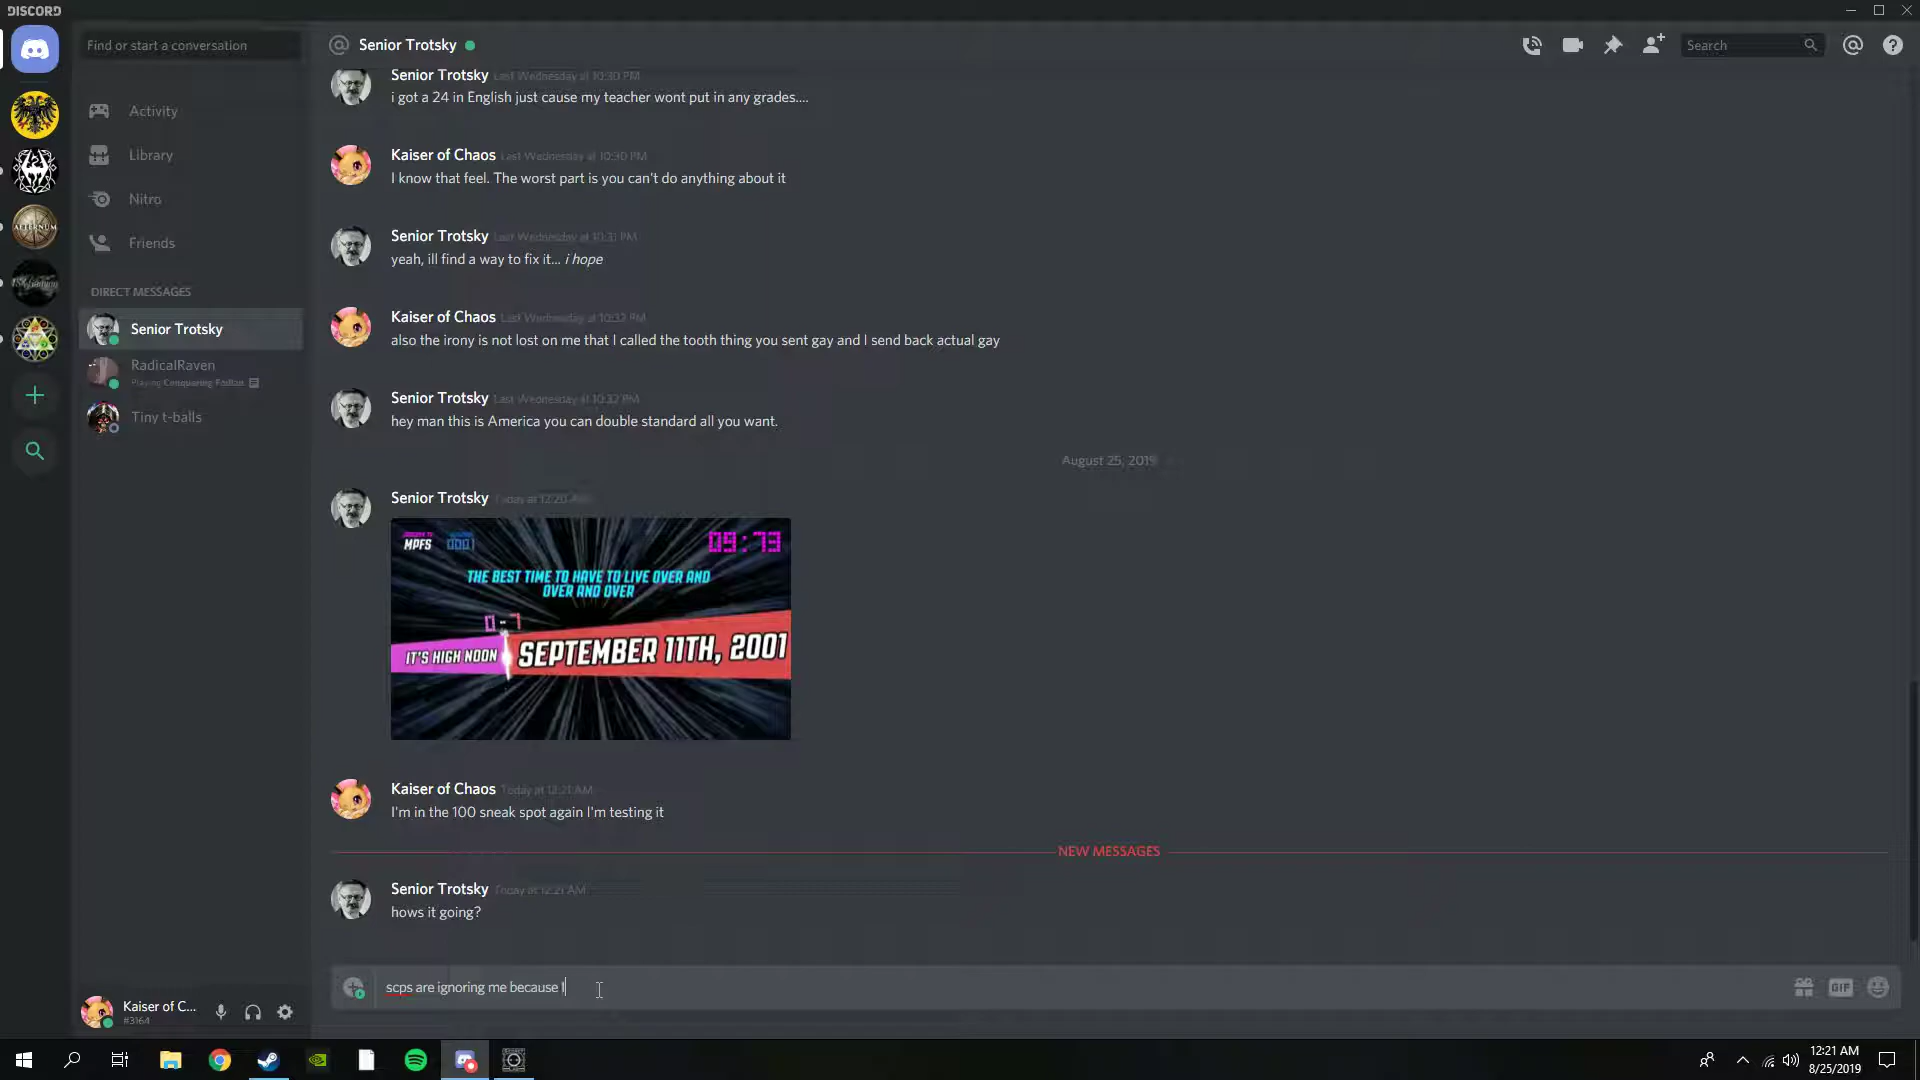 DISCORD
Find or start a conversation
Senior Trotsky
Search
Activity
Library
Nitro
Friends
DIRECT MESSAGES
Senior Trotsky
RadicalRaven
Playing Conquering Fodlan
Tiny t-balls
Senior Trotsky Last Wednesday at 10:30 PM
i got a 24 in English just cause my teacher wont put in any grades....
Kaiser of Chaos Last Wednesday at 10:30 PM
I know that feel. The worst part is you can't do anything about it
Senior Trotsky Last Wednesday at 10:31 PM
yeah, ill find a way to fix it... i hope
Kaiser of Chaos Last Wednesday at 10:32 PM
also the irony is not lost on me that I called the tooth thing you sent gay and I send back actual gay
Senior Trotsky Last Wednesday at 10:32 PM
hey man this is America you can double standard all you want.
August 25, 2019
Senior Trotsky Today at 12:20 AM
MPFS
09:73
THE BEST TIME TO HAVE TO LIVE OVER AND
OVER AND OVER
IT'S HIGH NOON
SEPTEMBER 11TH, 2001
Kaiser of Chaos Today at 12:21 AM
I'm in the 100 sneak spot again I'm testing it
NEW MESSAGES
Senior Trotsky Today at 12:21 AM
hows it going?
scps are ignoring me because I
GIF
Kaiser of C...
#3164
12:21 AM
8/25/2019